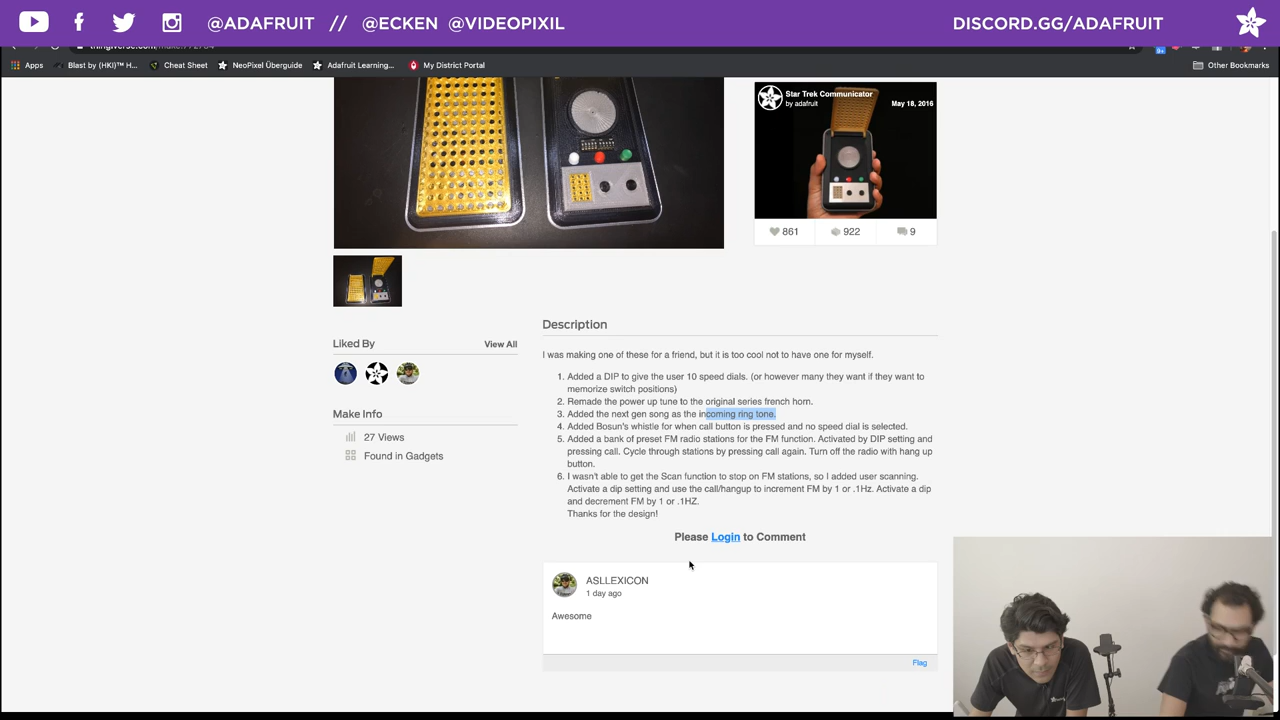 @ADAFRUIT // @ECKEN @VIDEOPIXIL
DISCORD.GG/ADAFRUIT
Apps
Blast by (HKI)™ H...
Cheat Sheet
NeoPixel Überguide
Adafruit Learning...
My District Portal
Other Bookmarks
Star Trek Communicator
by adafruit
May 18, 2016
861
922
9
Liked By
View All
Make Info
27 Views
Found in Gadgets
Description
I was making one of these for a friend, but it is too cool not to have one for myself.
1. Added a DIP to give the user 10 speed dials. (or however many they want if they want to
memorize switch positions)
2. Remade the power up tune to the original series french horn.
3. Added the next gen song as the incoming ring tone.
4. Added Bosun's whistle for when call button is pressed and no speed dial is selected.
5. Added a bank of preset FM radio stations for the FM function. Activated by DIP setting and
pressing call. Cycle through stations by pressing call again. Turn off the radio with hang up
button.
6. I wasn't able to get the Scan function to stop on FM stations, so I added user scanning.
Activate a dip setting and use the call/hangup to increment FM by 1 or .1Hz. Activate a dip
and decrement FM by 1 or .1HZ.
Thanks for the design!
Please Login to Comment
ASLLEXICON
1 day ago
Awesome
Flag